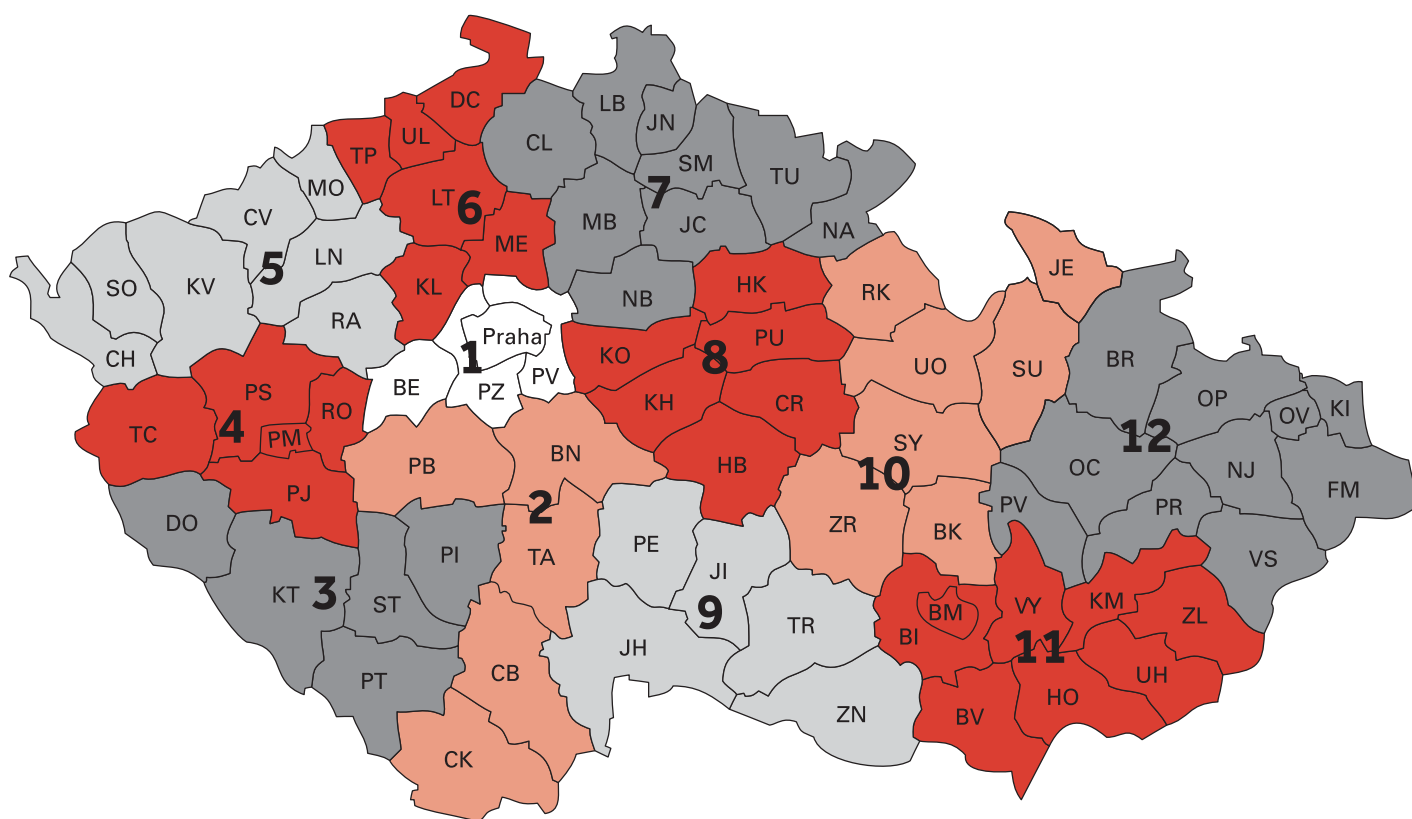 DC
LB
JN
UL
CL
TP
SM
TU
MO
LT
6
7
CV
MB
JC
NA
ME
LN
5
JE
SO
KV
KL
HK
RK
NB
RA
Praha
PU
1
KO
8
CH
BR
UO
SU
PV
BE
PZ
PS
OP
KI
KH
CR
RO
OV
4
TC
PM
12
SY
BN
PB
HB
10
OC
NJ
PJ
FM
2
PV
PR
DO
ZR
BK
PE
PI
TA
VS
JI
KT
3
ST
9
VY
KM
BM
ZL
TR
BI
JH
11
CB
UH
PT
HO
ZN
BV
CK